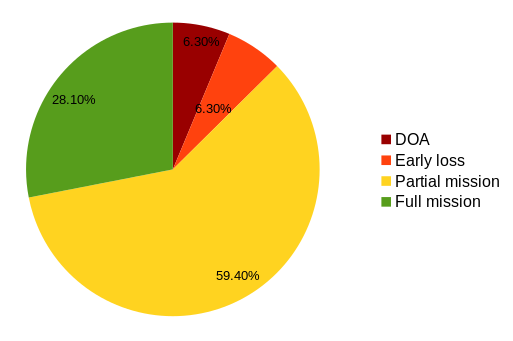 6.30%
6.30%
28.10%
59.40%
DOA
Early loss
Partial mission
Full mission